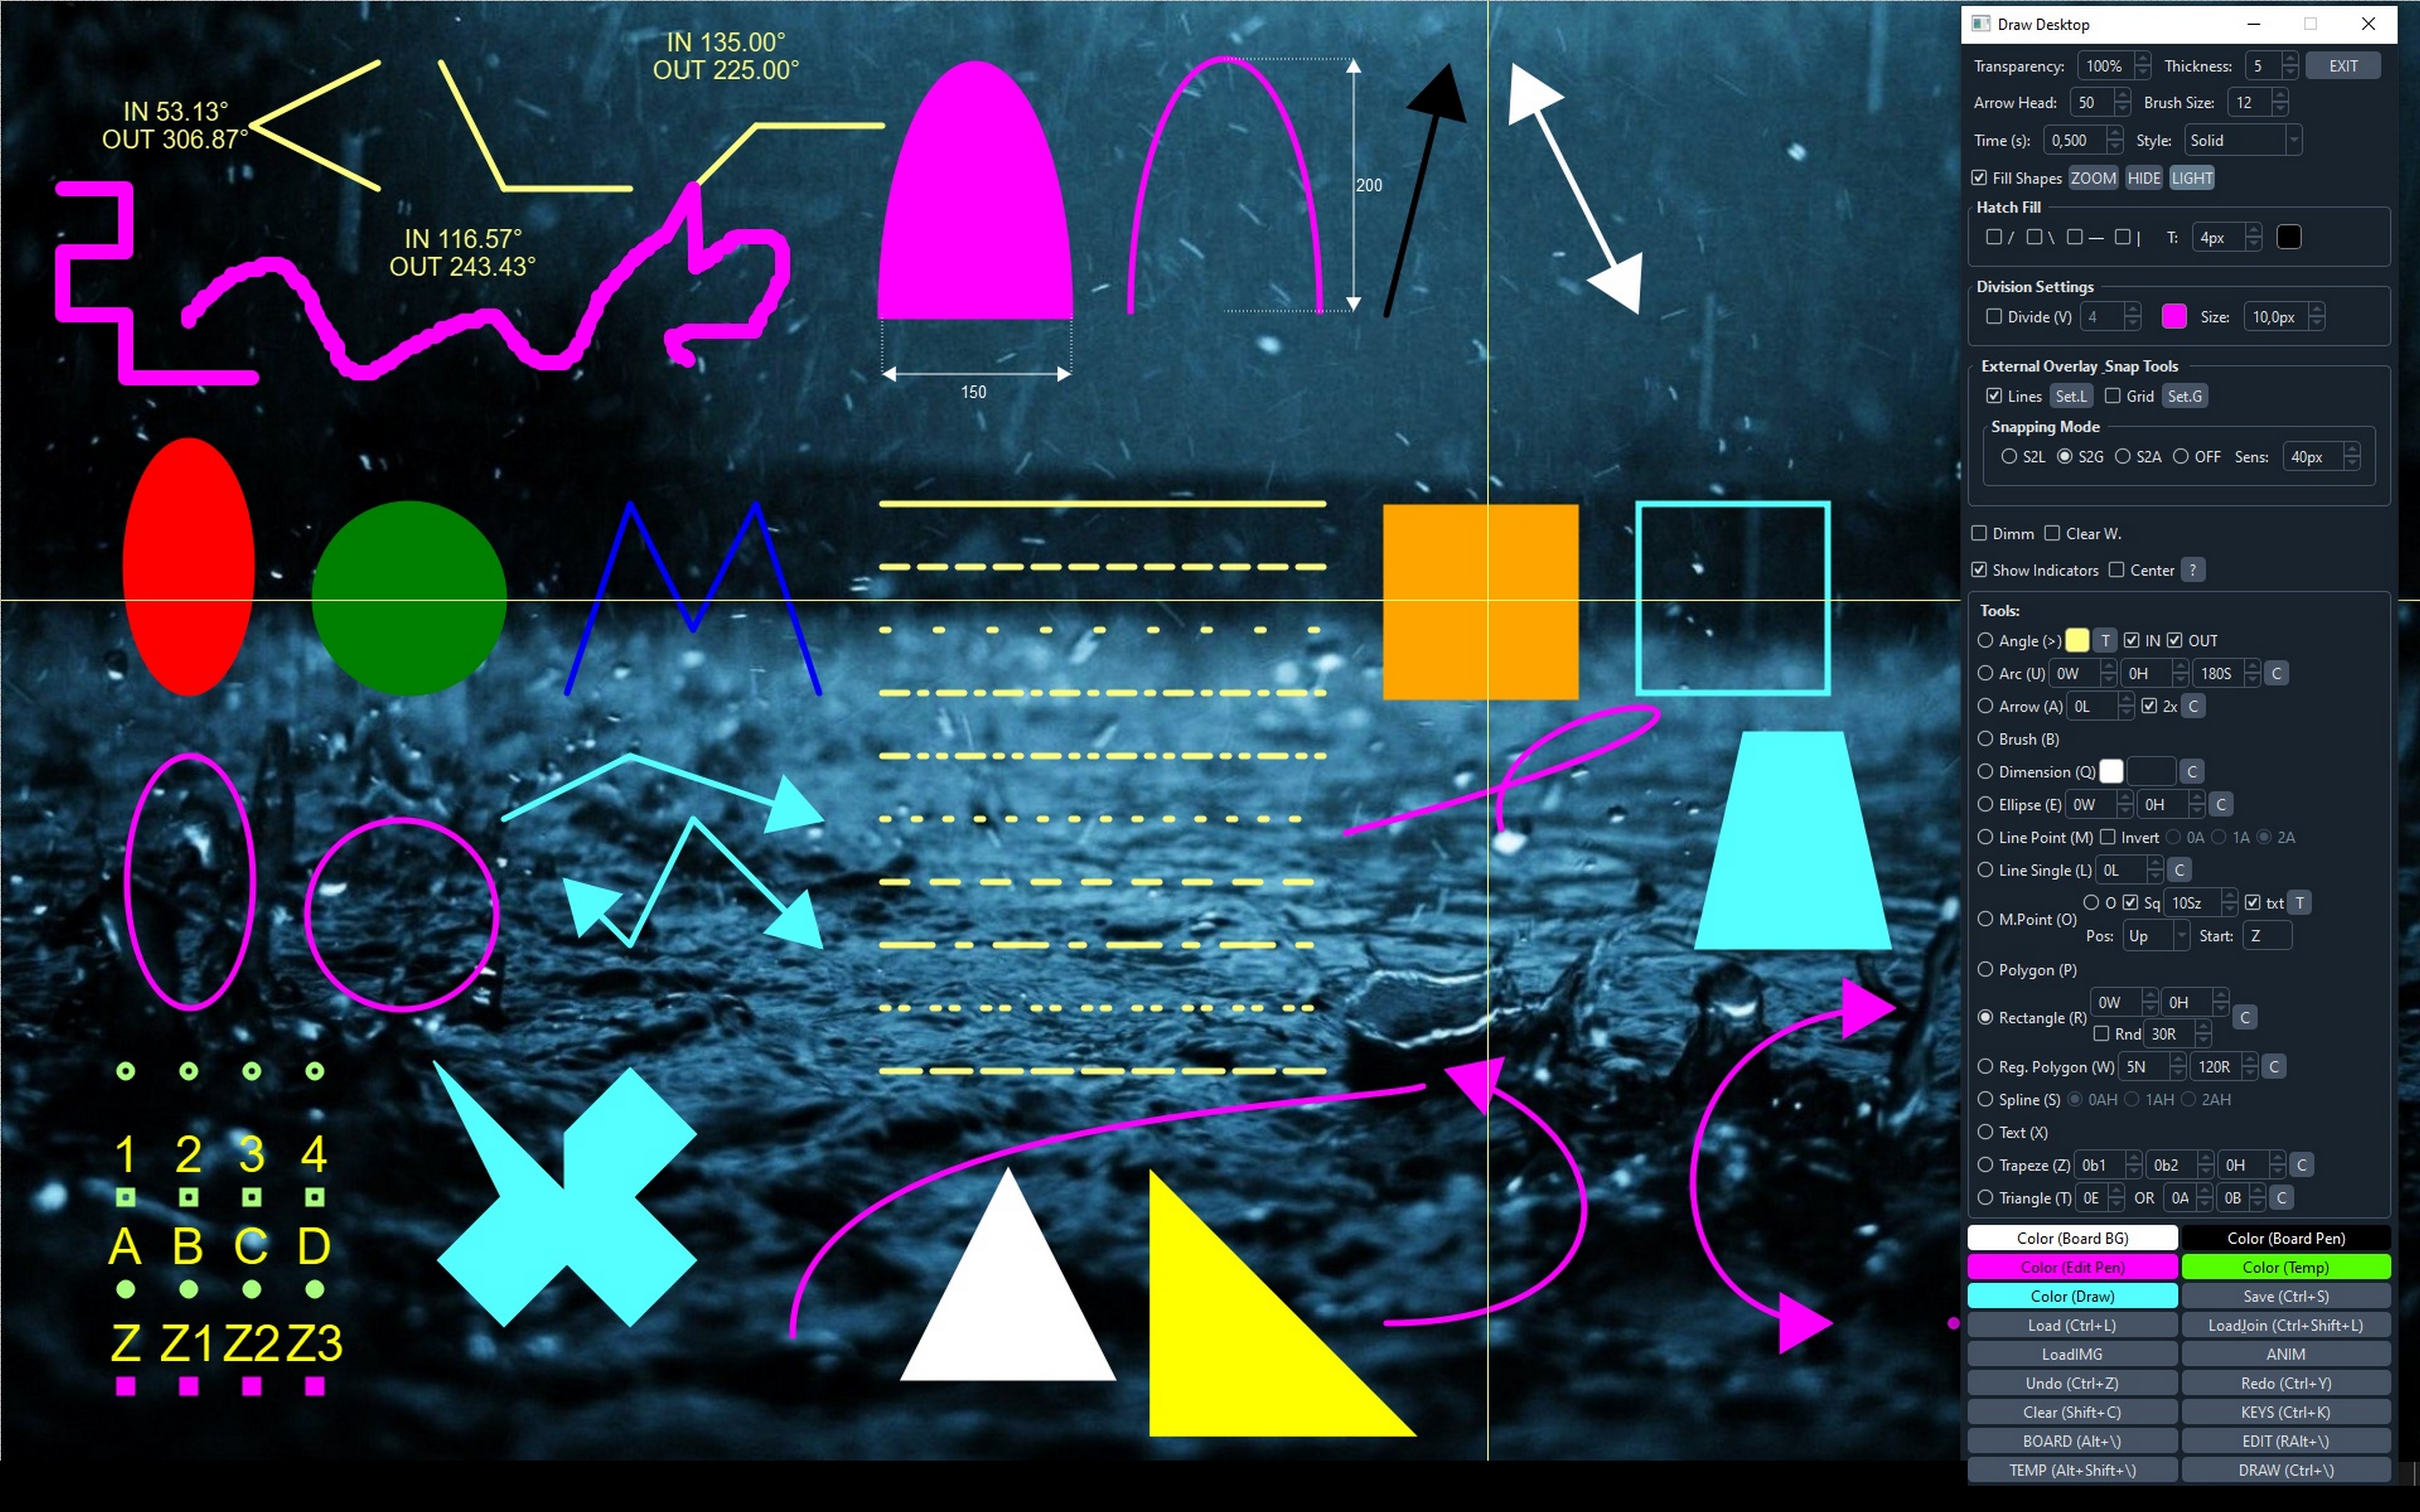 IN 135.00°
OUT 225.00°
IN 53.13°
OUT 306.87°
IN 116.57°
OUT 243.43°
200
150
1 2 3 4
A B C D
Z Z1 Z2 Z3
Draw Desktop
Transparency: 100% Thickness: 5 EXIT
Arrow Head: 50 Brush Size: 12
Time (s): 0,500 Style: Solid
Fill Shapes ZOOM HIDE LIGHT
Hatch Fill
/ \ — | T: 4px
Division Settings
Divide (V) 4 Size: 10,0px
External Overlay_Snap Tools
Lines Set.L Grid Set.G
Snapping Mode
S2L S2G S2A OFF Sens: 40px
Dimm Clear W.
Show Indicators Center ?
Tools:
Angle (>) T IN OUT
Arc (U) 0W 0H 180S C
Arrow (A) 0L 2x C
Brush (B)
Dimension (Q) C
Ellipse (E) 0W 0H C
Line Point (M) Invert 0A 1A 2A
Line Single (L) 0L C
M.Point (O) O Sq 10Sz txt T
Pos: Up Start: Z
Polygon (P)
Rectangle (R) 0W 0H C
Rnd 30R
Reg. Polygon (W) 5N 120R C
Spline (S) 0AH 1AH 2AH
Text (X)
Trapeze (Z) 0b1 0b2 0H C
Triangle (T) 0E OR 0A 0B C
Color (Board BG) Color (Board Pen)
Color (Edit Pen) Color (Temp)
Color (Draw) Save (Ctrl+S)
Load (Ctrl+L) LoadJoin (Ctrl+Shift+L)
LoadIMG ANIM
Undo (Ctrl+Z) Redo (Ctrl+Y)
Clear (Shift+C) KEYS (Ctrl+K)
BOARD (Alt+\) EDIT (RAlt+\)
TEMP (Alt+Shift+\) DRAW (Ctrl+\)